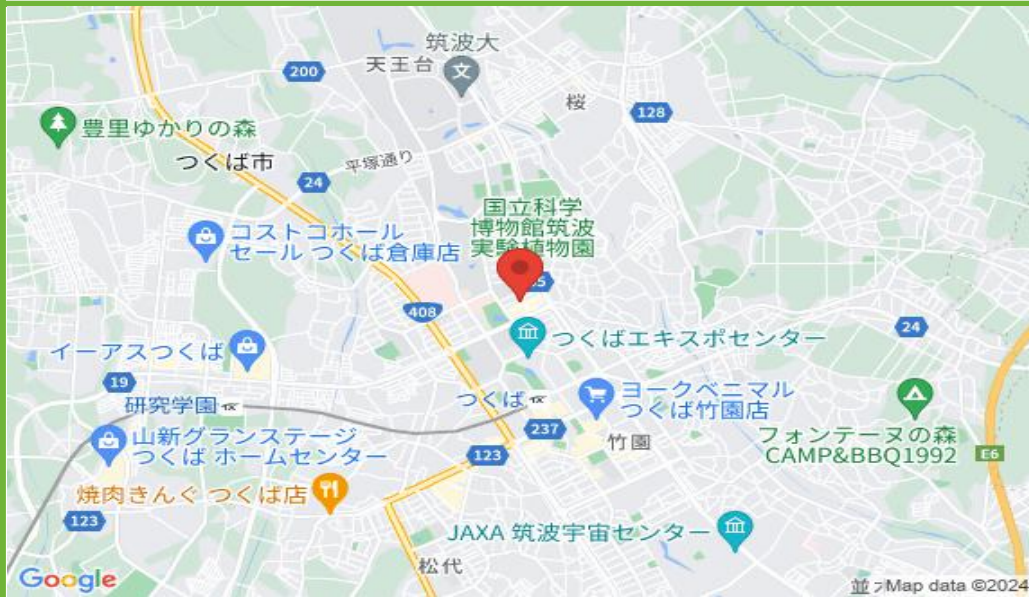 筑波大
天王台
文
200
桜
128
豊里ゆかりの森
つくば市
平塚通り
24
国立科学
博物館筑波
実験植物園
コストコホール
セール つくば倉庫店
408
つくばエキスポセンター
24
イーアスつくば
19
研究学園
つくば
ヨークベニマル
つくば竹園店
山新グランステージ
つくば ホームセンター
237
竹園
123
フォンテーヌの森
CAMP&BBQ1992
E6
焼肉きんぐ つくば店
123
JAXA 筑波宇宙センター
松代
Google
Map data ©2024